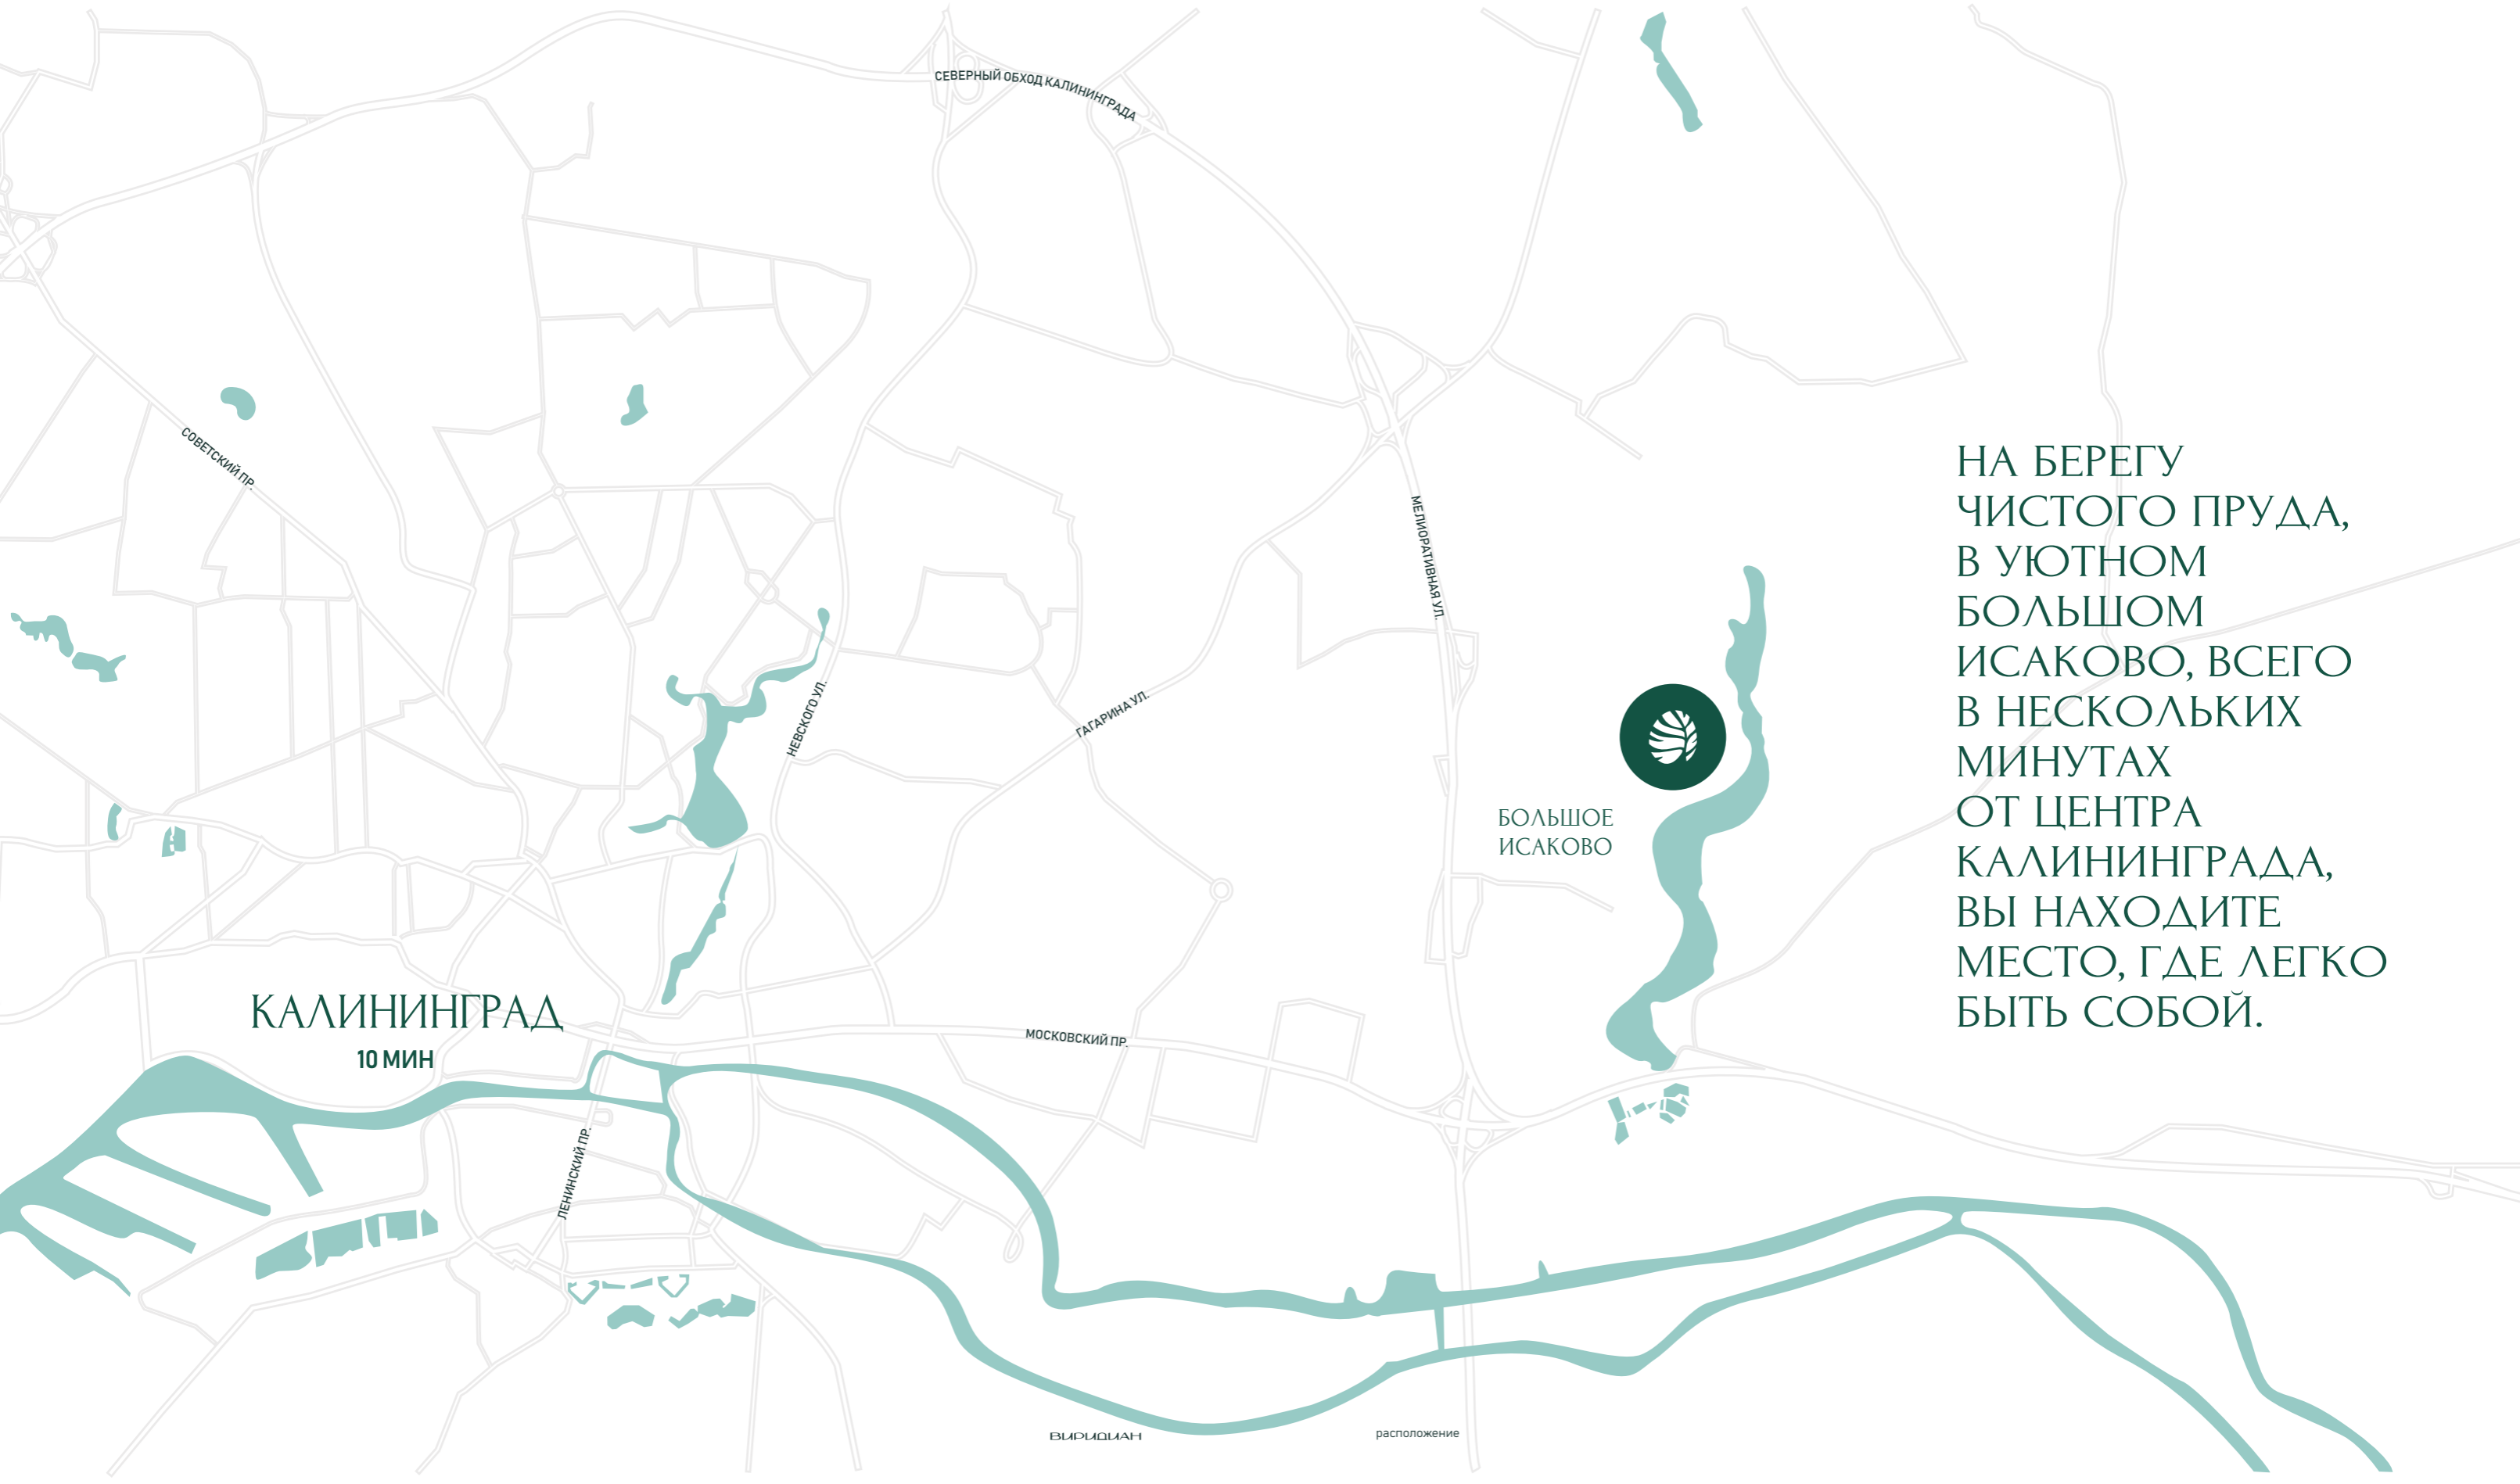 СЕВЕРНЫЙ ОБХОД КАЛИНИНГРАДА
СОВЕТСКИЙ ПР.
МЕЛИОРАТИВНАЯ УЛ.
НЕВСКОГО УЛ.
ГАГАРИНА УЛ.
БОЛЬШОЕ
ИСАКОВО
НА БЕРЕГУ
ЧИСТОГО ПРУДА,
В УЮТНОМ
БОЛЬШОМ
ИСАКОВО, ВСЕГО
В НЕСКОЛЬКИХ
МИНУТАХ
ОТ ЦЕНТРА
КАЛИНИНГРАДА,
ВЫ НАХОДИТЕ
МЕСТО, ГДЕ ЛЕГКО
БЫТЬ СОБОЙ.
КАЛИНИНГРАД
10 МИН
МОСКОВСКИЙ ПР.
ЛЕНИНСКИЙ ПР.
ВИРИДИАН
расположение